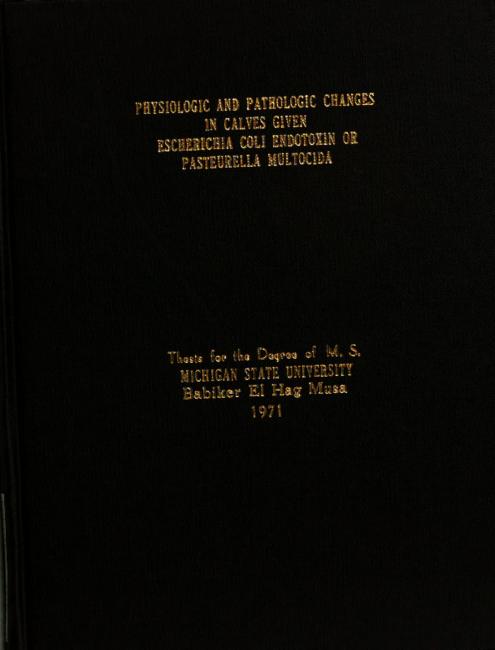 PHYSIOLOGIC AND PATHOLOGIC CHANGES
IN CALVES GIVEN
ESCHERICHIA COLI ENDOTOXIN OR
PASTEURELLA MULTOCIDA
Thesis for the Degree of M. S.
MICHIGAN STATE UNIVERSITY
Babiker El Hag Musa
1971